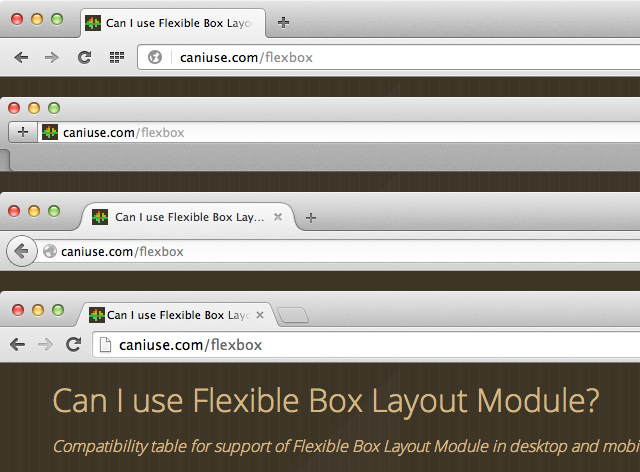 Can I use Flexible Box Layo
caniuse.com/flexbox
caniuse.com/flexbox
Can I use Flexible Box Lay...
caniuse.com/flexbox
Can I use Flexible Box Layo
caniuse.com/flexbox
Can I use Flexible Box Layout Module?
Compatibility table for support of Flexible Box Layout Module in desktop and mobi